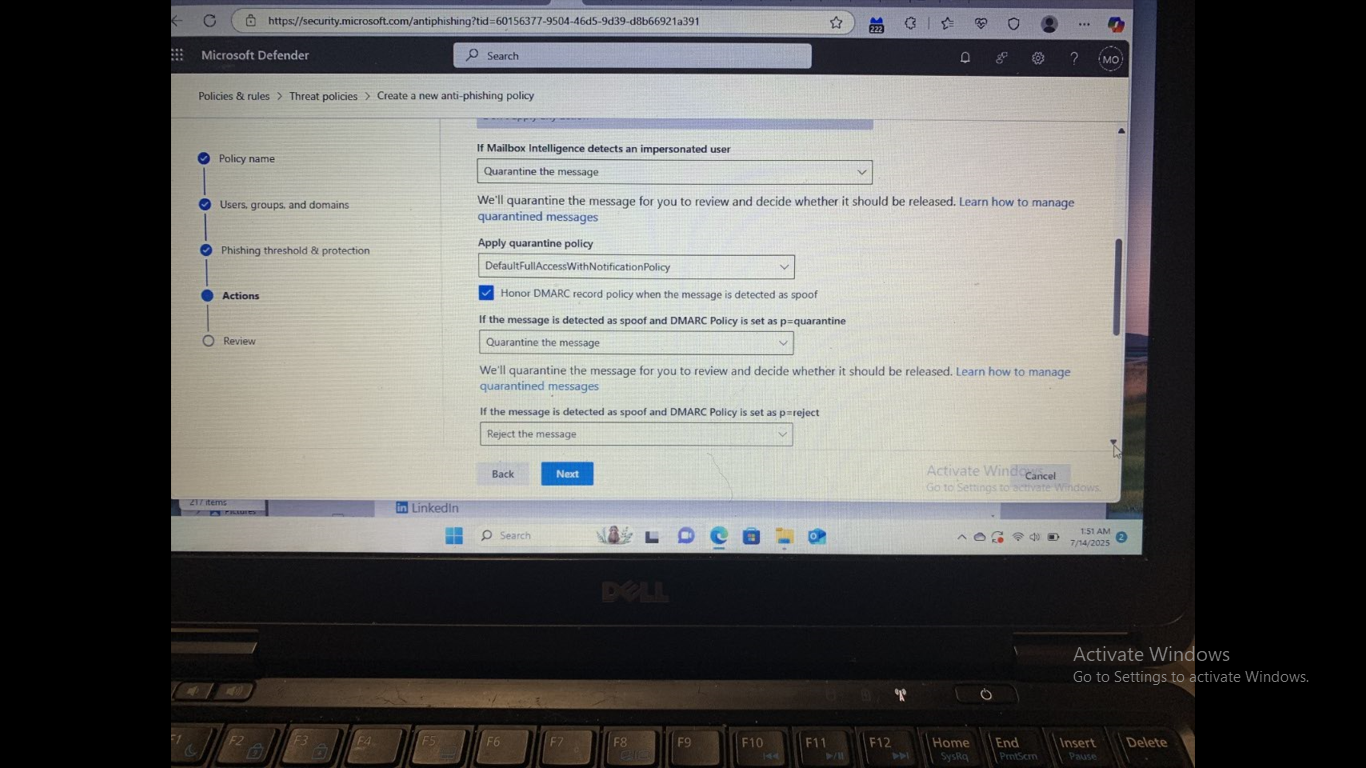 https://security.microsoft.com/antiphishing?tid=60156377-9504-46d5-9d39-d8b66921a391
222
Microsoft Defender
Search
MO
Policies & rules > Threat policies > Create a new anti-phishing policy
Policy name
Users, groups, and domains
Phishing threshold & protection
Actions
Review
If Mailbox Intelligence detects an impersonated user
Quarantine the message
We'll quarantine the message for you to review and decide whether it should be released. Learn how to manage
quarantined messages
Apply quarantine policy
DefaultFullAccessWithNotificationPolicy
Honor DMARC record policy when the message is detected as spoof
If the message is detected as spoof and DMARC Policy is set as p=quarantine
Quarantine the message
We'll quarantine the message for you to review and decide whether it should be released. Learn how to manage
quarantined messages
If the message is detected as spoof and DMARC Policy is set as p=reject
Reject the message
Back
Next
Cancel
Activate Windows
Go to Settings to activate Windows.
217 items
Pictures
in LinkedIn
Search
1:51 AM
7/14/2025
2
DELL
Activate Windows
Go to Settings to activate Windows.
F1
F2
F3
F4
F5
F6
F7
F8
F9
F10
F11
F12
Home
SysRq
End
PrntScrn
Insert
Pause
Delete